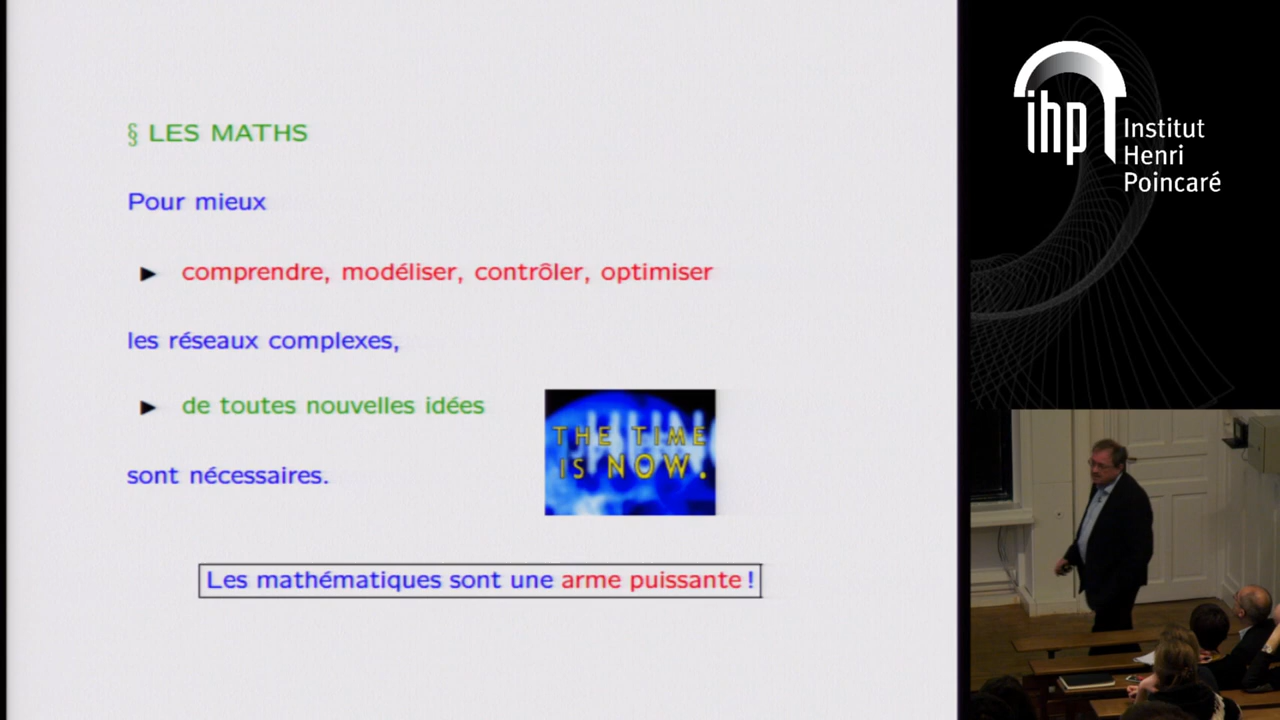 § LES MATHS
Pour mieux
► comprendre, modéliser, contrôler, optimiser
les réseaux complexes,
► de toutes nouvelles idées
sont nécessaires.
THE TIME
IS NOW.
Les mathématiques sont une arme puissante !
ihp Institut
Henri
Poincaré